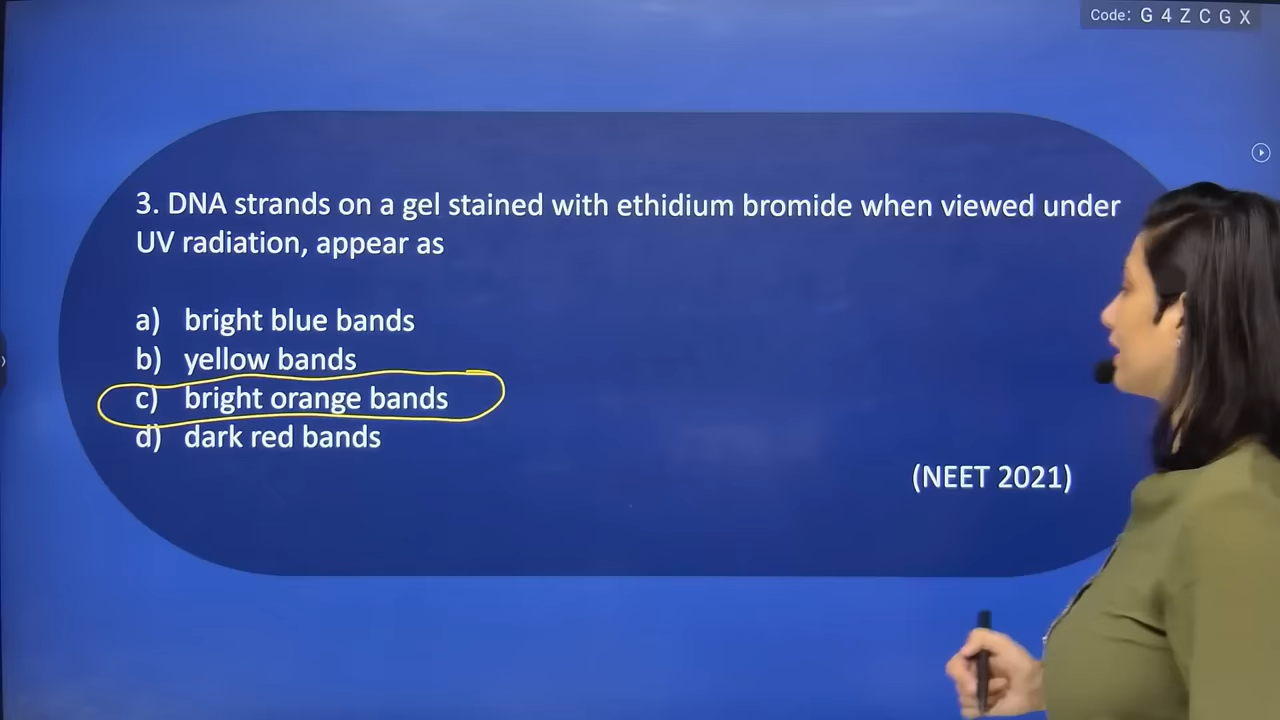 Code: G 4 Z C G X
3. DNA strands on a gel stained with ethidium bromide when viewed under
UV radiation, appear as
a) bright blue bands
b) yellow bands
c) bright orange bands
d) dark red bands
(NEET 2021)